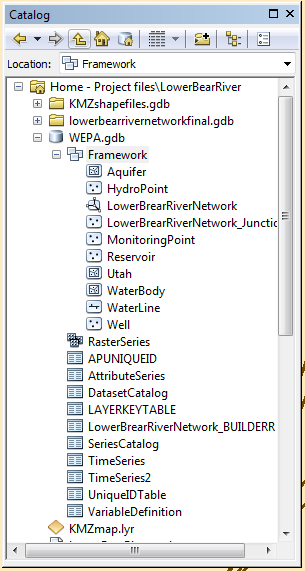 Catalog
Location: Framework
Home - Project files\LowerBearRiver
KMZshapefiles.gdb
lowerbearrivernetworkfinal.gdb
WEPA.gdb
Framework
Aquifer
HydroPoint
LowerBrearRiverNetwork
LowerBrearRiverNetwork_Junctio
MonitoringPoint
Reservoir
Utah
WaterBody
WaterLine
Well
RasterSeries
APUNIQUEID
AttributeSeries
DatasetCatalog
LAYERKEYTABLE
LowerBrearRiverNetwork_BUILDERR
SeriesCatalog
TimeSeries
TimeSeries2
UniqueIDTable
VariableDefinition
KMZmap.lyr